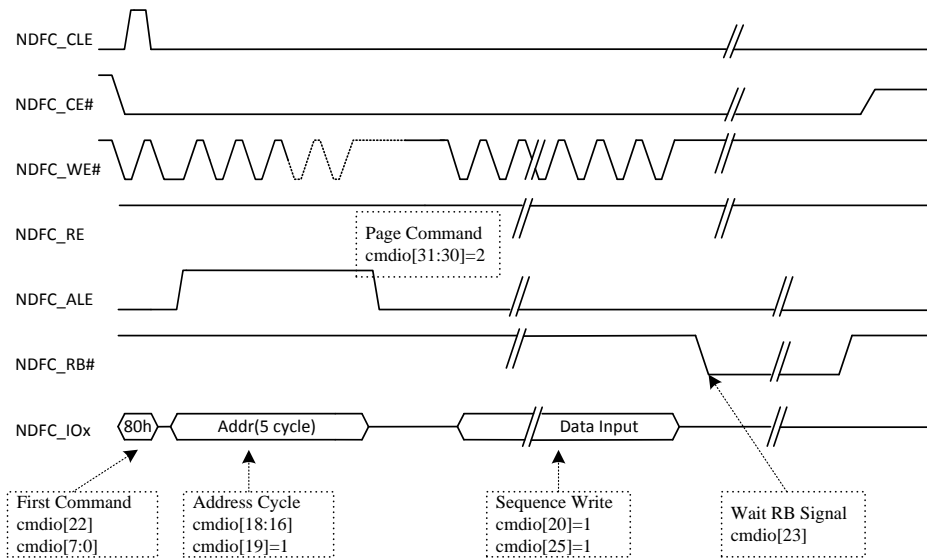 NDFC_CLE
NDFC_CE#
NDFC_WE#
NDFC_RE
Page Command
cmdio[31:30]=2
NDFC_ALE
NDFC_RB#
NDFC_IOx
80h
Addr(5 cycle)
Data Input
First Command
cmdio[22]
cmdio[7:0]
Address Cycle
cmdio[18:16]
cmdio[19]=1
Sequence Write
cmdio[20]=1
cmdio[25]=1
Wait RB Signal
cmdio[23]